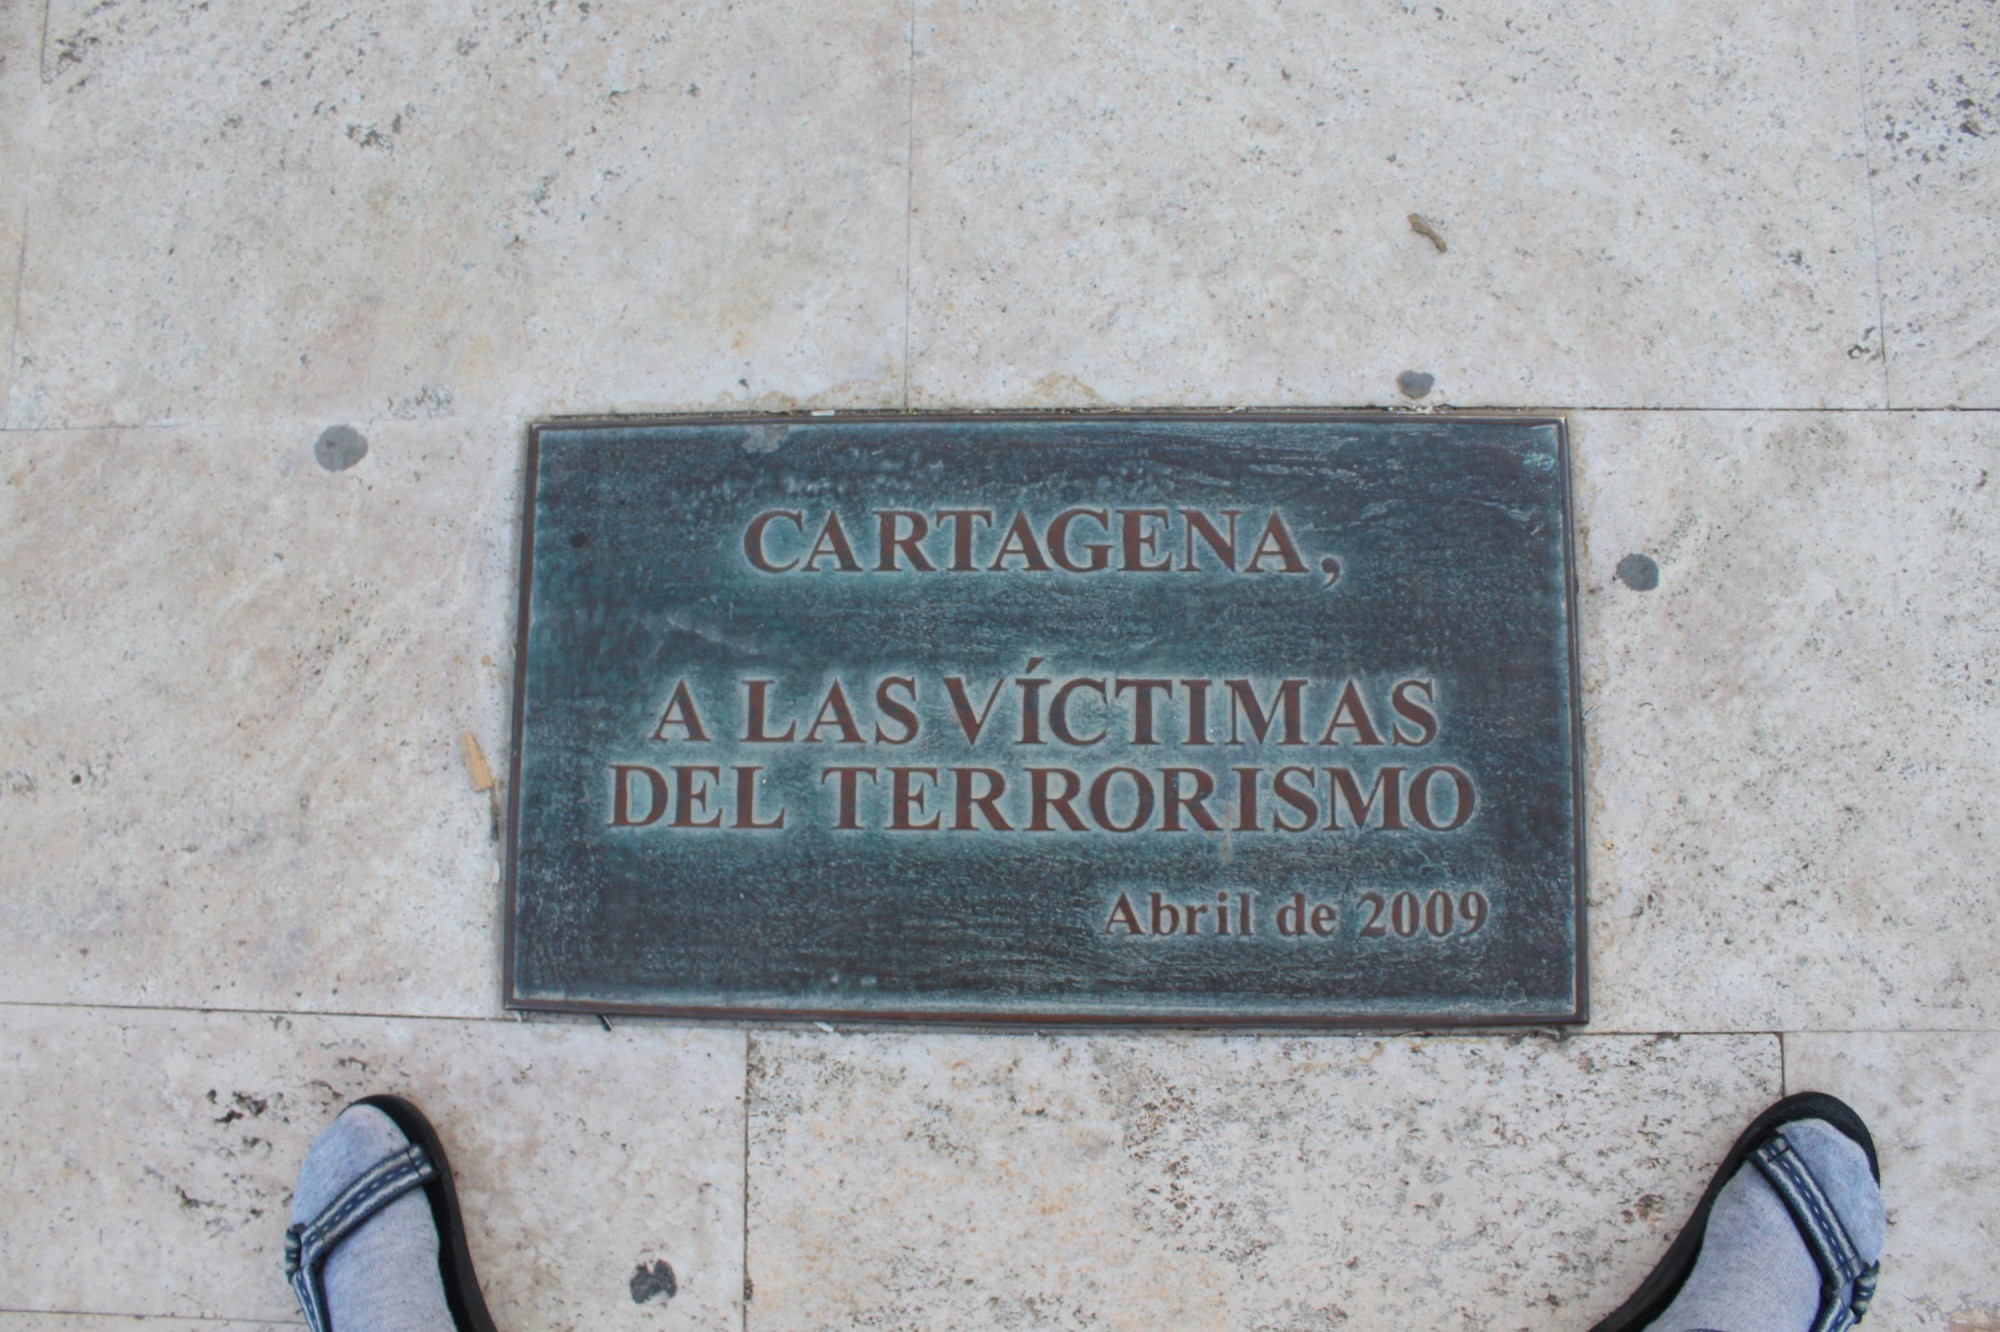 CARTAGENA,
A LAS VÍCTIMAS
DEL TERRORISMO
Abril de 2009